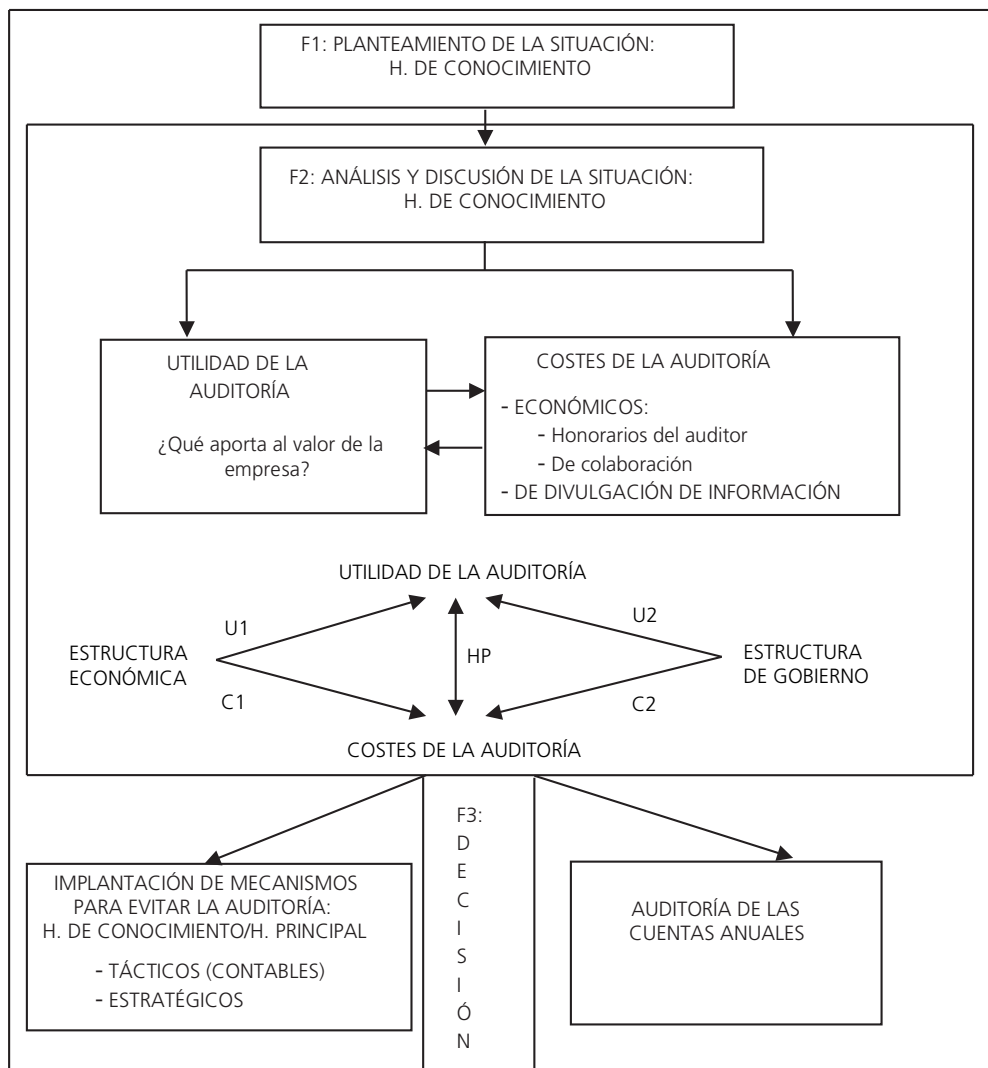 F1: PLANTEAMIENTO DE LA SITUACIÓN:
H. DE CONOCIMIENTO
F2: ANÁLISIS Y DISCUSIÓN DE LA SITUACIÓN:
H. DE CONOCIMIENTO
UTILIDAD DE LA
AUDITORÍA
¿Qué aporta al valor de la
empresa?
COSTES DE LA AUDITORÍA
- ECONÓMICOS:
- Honorarios del auditor
- De colaboración
- DE DIVULGACIÓN DE INFORMACIÓN
UTILIDAD DE LA AUDITORÍA
U1
U2
ESTRUCTURA
ECONÓMICA
HP
ESTRUCTURA
DE GOBIERNO
C1
C2
COSTES DE LA AUDITORÍA
F3:
D
E
C
I
S
I
Ó
N
IMPLANTACIÓN DE MECANISMOS
PARA EVITAR LA AUDITORÍA:
H. DE CONOCIMIENTO/H. PRINCIPAL
- TÁCTICOS (CONTABLES)
- ESTRATÉGICOS
AUDITORÍA DE LAS
CUENTAS ANUALES